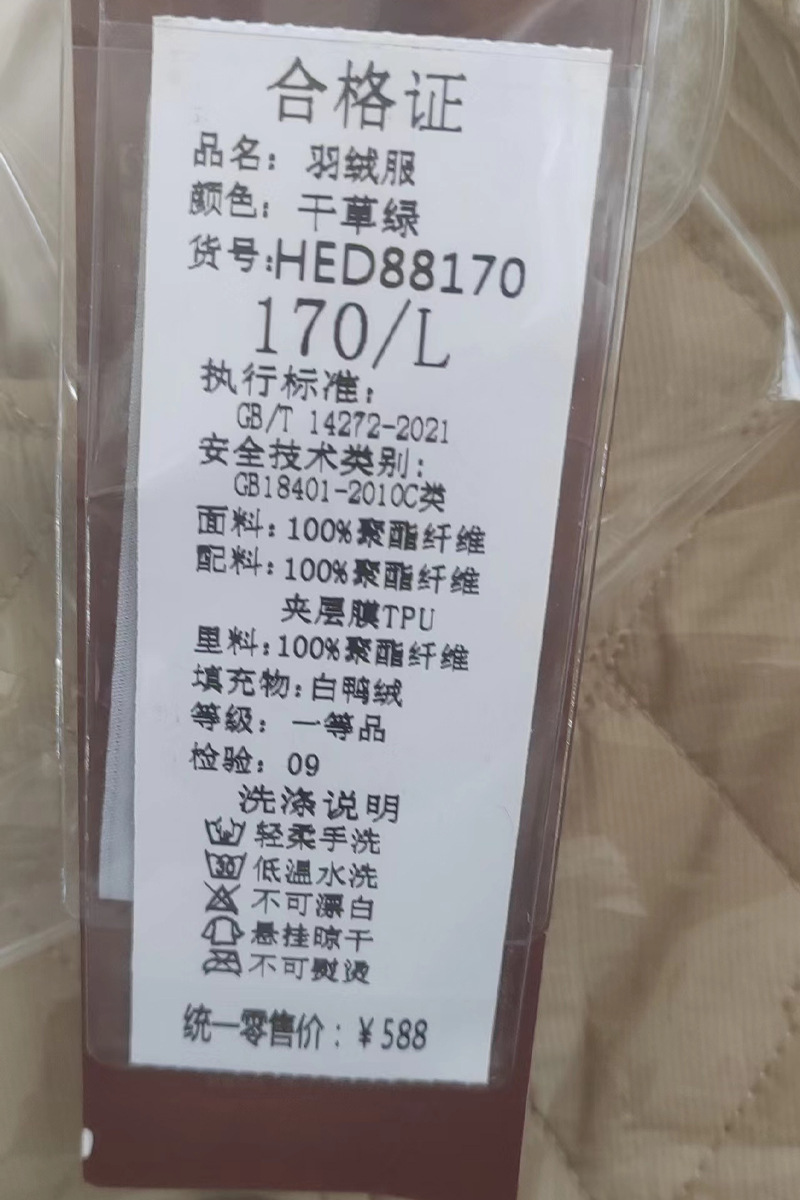 合格证
品名: 羽绒服
颜色: 干草绿
货号:HED88170
170/L
执行标准:
GB/T 14272-2021
安全技术类别:
GB18401-2010C类
面料:100%聚酯纤维
配料:100%聚酯纤维
夹层膜TPU
里料:100%聚酯纤维
填充物:白鸭绒
等级: 一等品
检验: 09
洗涤说明
轻柔手洗
30 低温水洗
不可漂白
悬挂晾干
不可熨烫
统一零售价:¥588